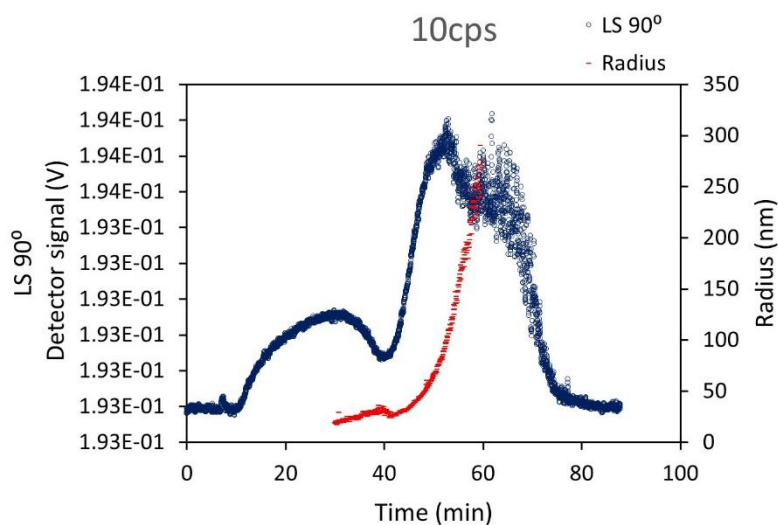 10cps
LS 90⁰
Radius
1.94E-01
1.94E-01
1.94E-01
1.94E-01
1.93E-01
1.93E-01
1.93E-01
1.93E-01
1.93E-01
1.93E-01
1.93E-01
350
300
250
200
150
100
50
0
LS 90⁰
Detector signal (V)
Radius (nm)
0
20
40
60
80
100
Time (min)